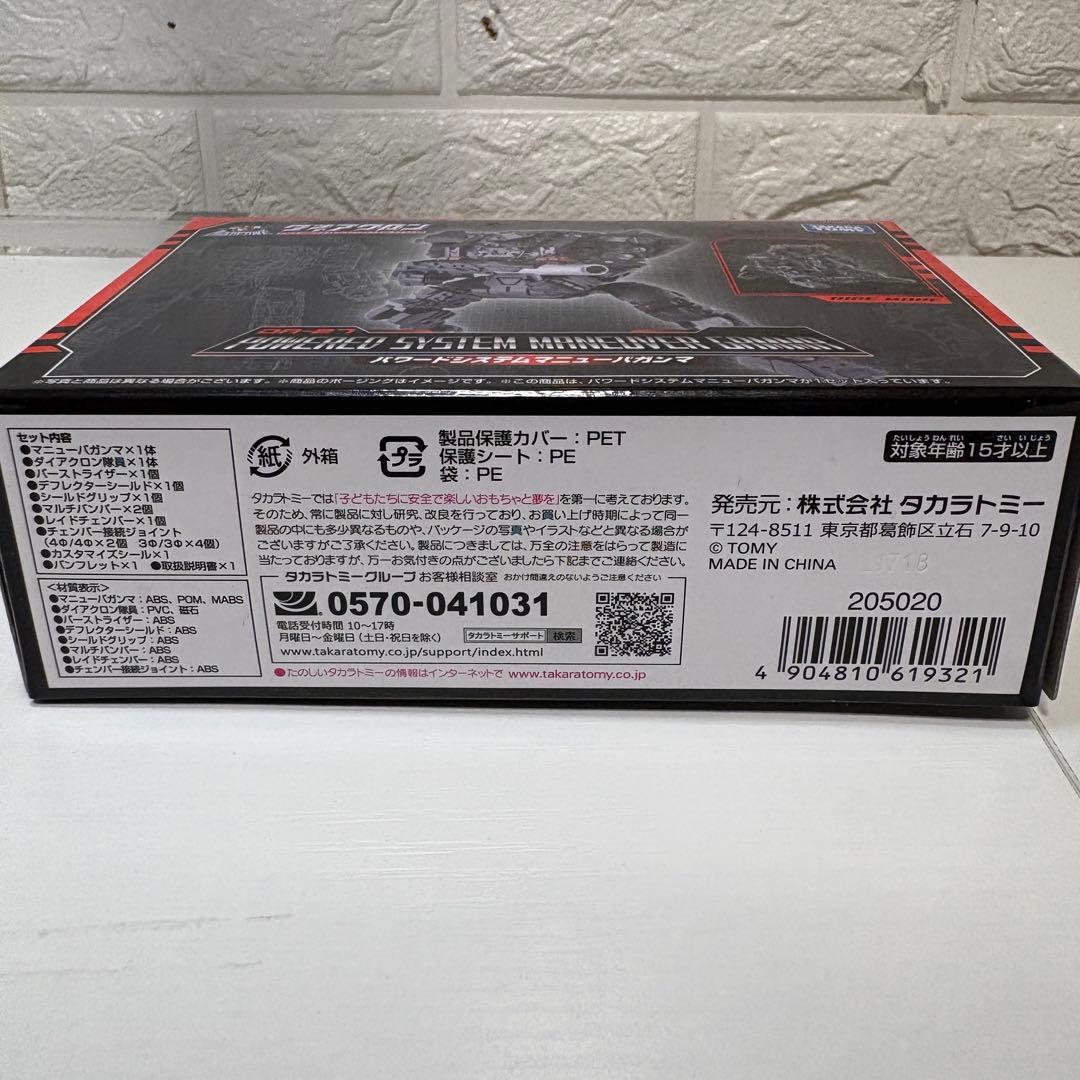 ダイアクロン
DIAC MODE
DA-87
POWERED SYSTEM MANEUVER GAMMA
パワードシステムマニューバガンマ
※写真と商品は異なる場合がございます。 ※商品のポージングはイメージです。 ※この商品は、パワードシステムマニューバガンマが1セット入っています。
セット内容
●マニューバガンマ×1体
●ダイアクロン隊員×1体
●バーストライザー×1個
●デフレクターシールド×1個
●シールドグリップ×1個
●マルチバンパー×2個
●レイドチェンバー×1個
●チェンバー接続ジョイント
(4Φ/4Φ×2個 3Φ/3Φ×4個)
●カスタマイズシール×1
●パンフレット×1 ●取扱説明書×1
<材質表示>
●マニューバガンマ:ABS、POM、MABS
●ダイアクロン隊員:PVC、磁石
●バーストライザー:ABS
●デフレクターシールド:ABS
●シールドグリップ:ABS
●マルチバンパー:ABS
●レイドチェンバー:ABS
●チェンバー接続ジョイント:ABS
紙 外箱
プラ
製品保護カバー:PET
保護シート:PE
袋:PE
タカラトミーでは「子どもたちに安全で楽しいおもちゃと夢を」を第一に考えております。
そのため、常に製品に対し研究、改良を行っており、お買い上げ時期によって同一
製品の中にも多少異なるものや、パッケージの写真やイラストなどと異なる場合が
ございますがご了承ください。製品につきましては、万全の注意をはらって製造に
当たっておりますが、万一お気付きの点がございましたら下記までご連絡ください。
タカラトミーグループ お客様相談室 おかけ間違えのないようご注意ください
0570-041031
電話受付時間 10〜17時
月曜日〜金曜日(土・日・祝日を除く)
タカラトミーサポート 検索
www.takaratomy.co.jp/support/index.html
●たのしいタカラトミーの情報はインターネットで www.takaratomy.co.jp
たいしょうねんれい さいいじょう
対象年齢15才以上
発売元:株式会社 タカラトミー
〒124-8511 東京都葛飾区立石 7-9-10
© TOMY
MADE IN CHINA
205020
4 904810 619321